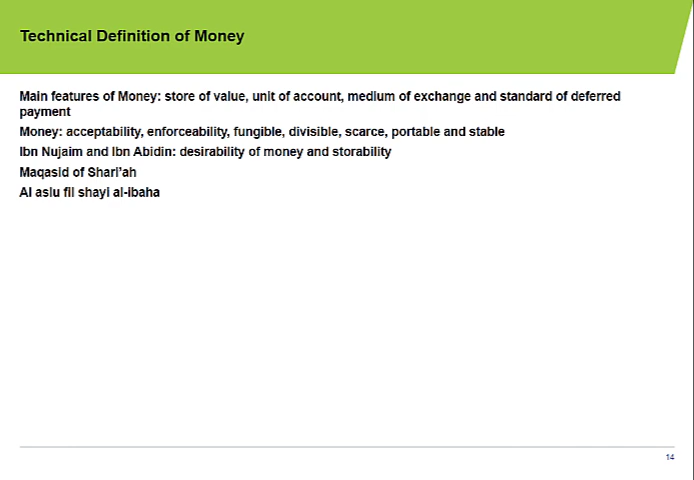 Technical Definition of Money
Main features of Money: store of value, unit of account, medium of exchange and standard of deferred
payment
Money: acceptability, enforceability, fungible, divisible, scarce, portable and stable
Ibn Nujaim and Ibn Abidin: desirability of money and storability
Maqasid of Shari'ah
Al aslu fil shayi al-ibaha
14